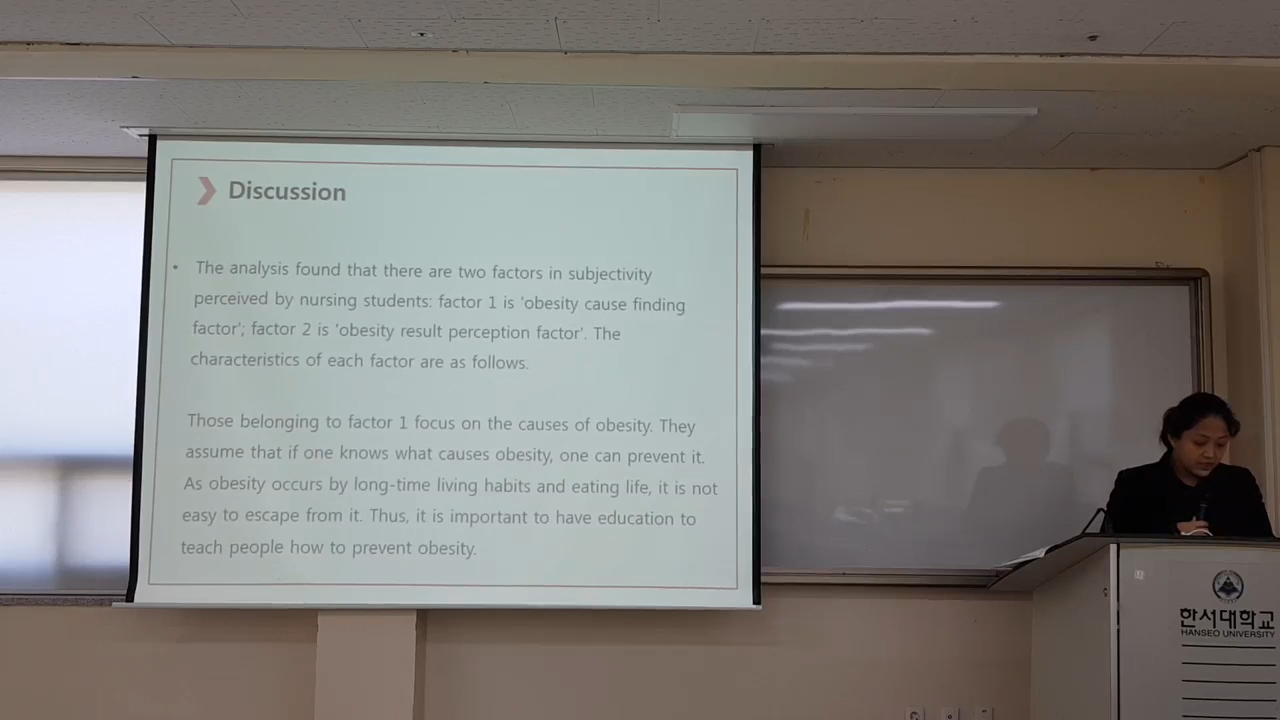 Discussion
• The analysis found that there are two factors in subjectivity
perceived by nursing students: factor 1 is 'obesity cause finding
factor'; factor 2 is 'obesity result perception factor'. The
characteristics of each factor are as follows.
Those belonging to factor 1 focus on the causes of obesity. They
assume that if one knows what causes obesity, one can prevent it.
As obesity occurs by long-time living habits and eating life, it is not
easy to escape from it. Thus, it is important to have education to
teach people how to prevent obesity.
한서대학교
HANSEO UNIVERSITY